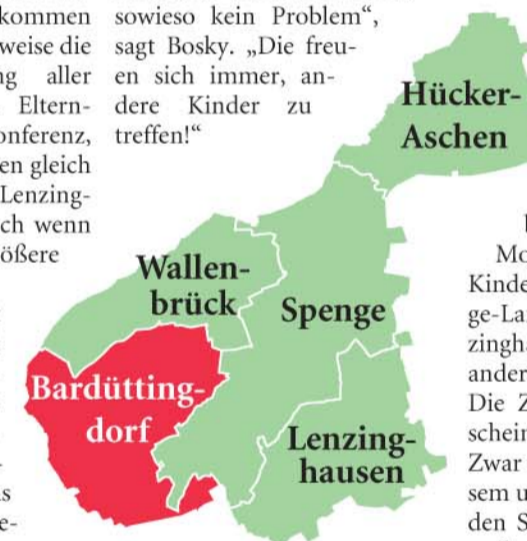 kommen
weise die
ng aller
Eltern-
onferenz,
en gleich
Lenzing-
ch wenn
ößere
-
s
e-
sowieso kein Problem“,
sagt Bosky. „Die freu-
en sich immer, an-
dere Kinder zu
treffen!“
Hücker-
Aschen
Wallen-
brück
Spenge
Bardütting-
dorf
Lenzing-
hausen
Mo
Kinde
ge-La
zingha
ander
Die Z
schein
Zwar
sem u
den S